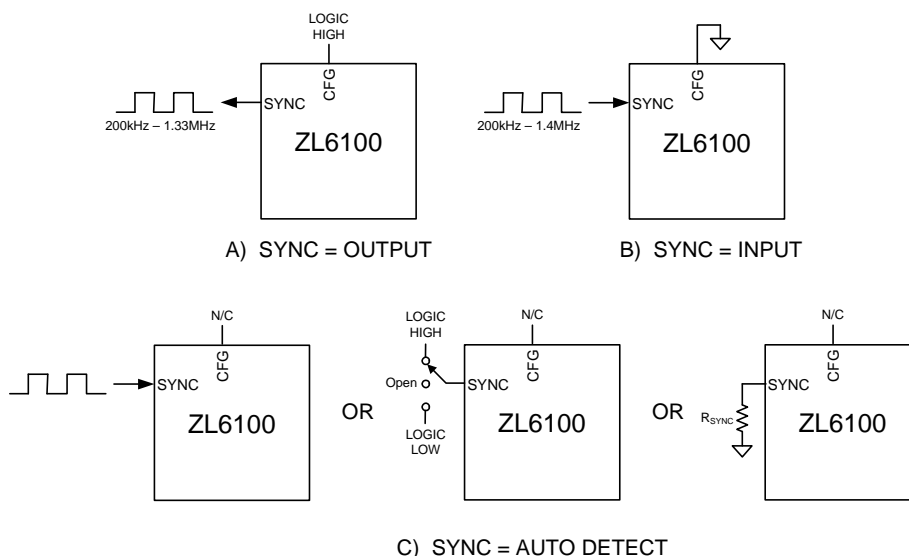 LOGIC
HIGH
CFG
SYNC
200kHz – 1.33MHz
ZL6100
A) SYNC = OUTPUT
CFG
SYNC
200kHz – 1.4MHz
ZL6100
B) SYNC = INPUT
N/C
CFG
SYNC
ZL6100
OR
LOGIC
HIGH
Open
LOGIC
LOW
N/C
CFG
SYNC
ZL6100
OR
N/C
CFG
SYNC
RSYNC
ZL6100
C) SYNC = AUTO DETECT